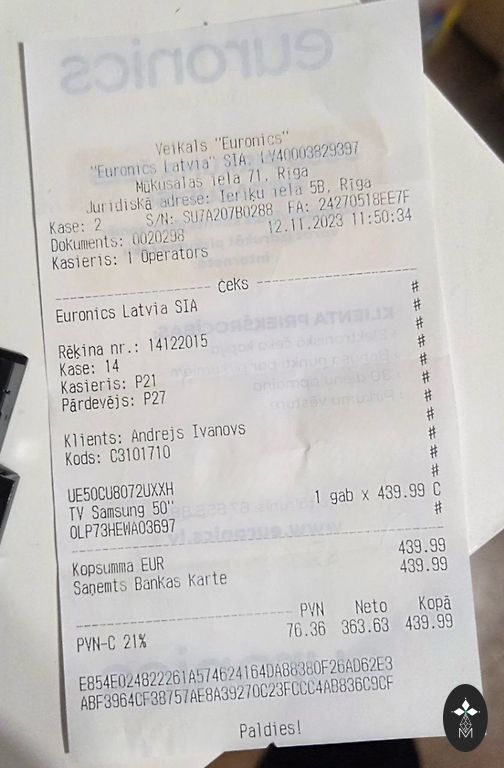 euronics
Veikals "Euronics"
"Euronics Latvia" SIA, LV40003829397
Mūkusalas iela 71, Rīga
Juridiskā adrese: Ieriķu iela 5B, Rīga
Kase: 2 S/N: SU7A207B0288 FA: 24270518EE7F
Dokuments: 0020298 12.11.2023 11:50:34
Kasieris: 1 Operators
čeks
Euronics Latvia SIA #
#
Rēķina nr.: 14122015 #
Kase: 14 #
Kasieris: P21 #
Pārdevējs: P27 #
#
Klients: Andrejs Ivanovs #
Kods: C3101710 #
#
UE50CU8072UXXH #
TV Samsung 50" 1 gab x 439.99 C
OLP73HEWA03697 #
Kopsumma EUR 439.99
Saņemts Bankas karte 439.99
PVN Neto Kopā
PVN-C 21% 76.36 363.63 439.99
E854F024822261A574624164DA88380F26AD62E3
ABF3964CF38757AE8A39270C23FCCC4AB836C9CF
Paldies!
M